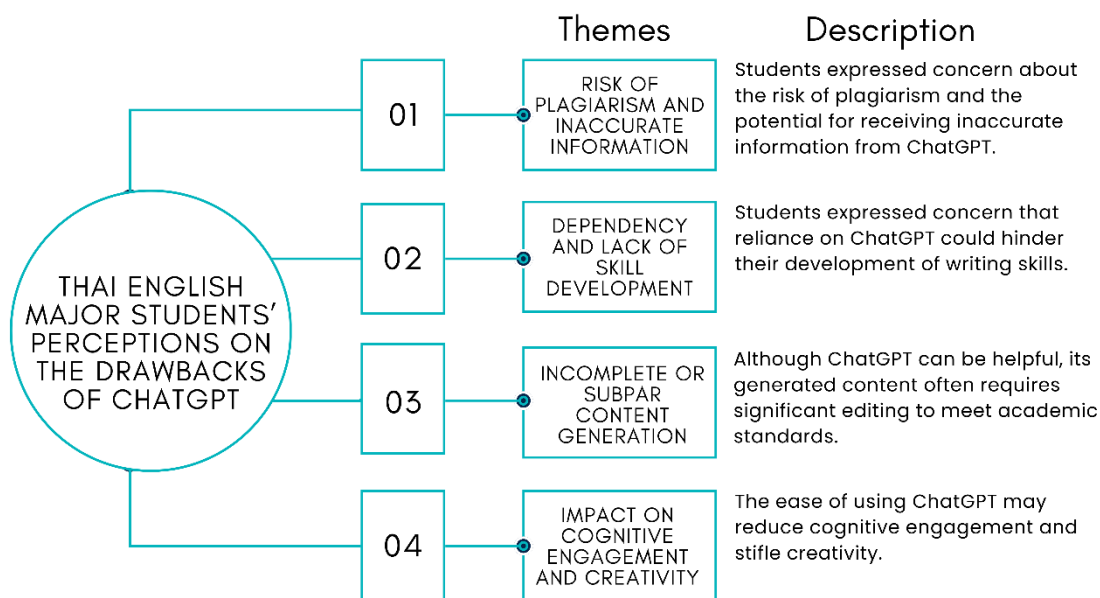 Themes
Description
01
RISK OF
PLAGIARISM AND
INACCURATE
INFORMATION
Students expressed concern about
the risk of plagiarism and the
potential for receiving inaccurate
information from ChatGPT.
THAI ENGLISH
MAJOR STUDENTS’
PERCEPTIONS ON
THE DRAWBACKS
OF CHATGPT
02
DEPENDENCY
AND LACK OF
SKILL
DEVELOPMENT
Students expressed concern that
reliance on ChatGPT could hinder
their development of writing skills.
03
INCOMPLETE OR
SUBPAR
CONTENT
GENERATION
Although ChatGPT can be helpful, its
generated content often requires
significant editing to meet academic
standards.
04
IMPACT ON
COGNITIVE
ENGAGEMENT
AND CREATIVITY
The ease of using ChatGPT may
reduce cognitive engagement and
stifle creativity.